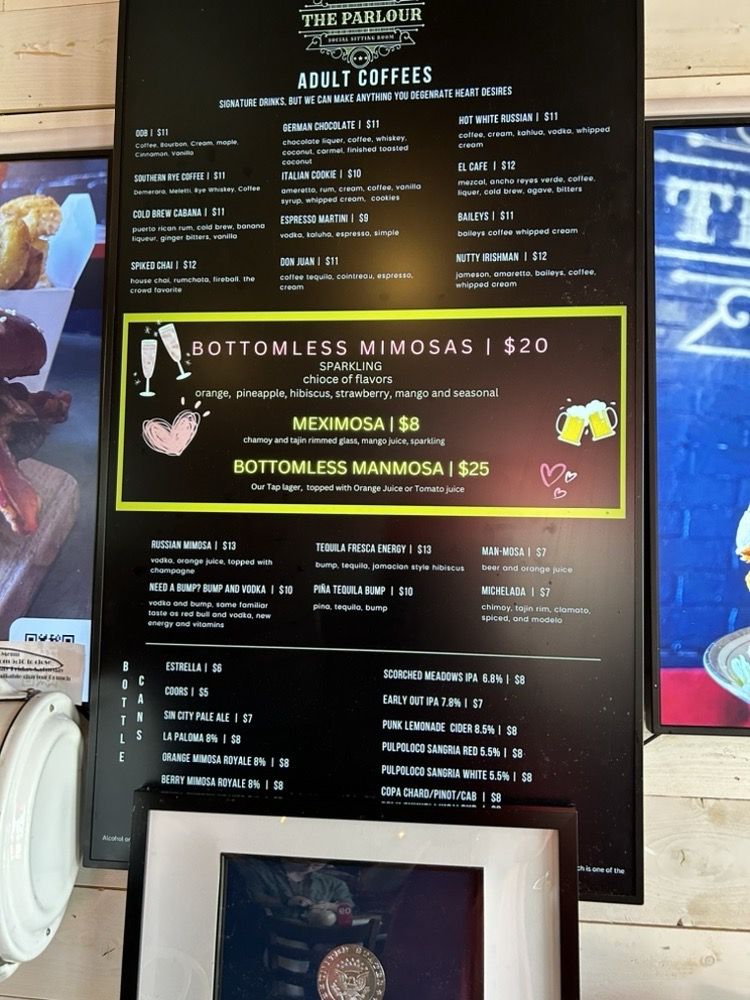 THE PARLOUR
SOCIAL SITTING ROOM
ADULT COFFEES
SIGNATURE DRINKS, BUT WE CAN MAKE ANYTHING YOU DEGENRATE HEART DESIRES
ODB | $11
Coffee, Bourbon, Cream, maple,
Cinnamon, Vanilla
SOUTHERN RYE COFFEE | $11
Demerara, Meletti, Rye Whiskey, Coffee
COLD BREW CABANA | $11
puerto rican rum, cold brew, banana
liqueur, ginger bitters, vanilla
SPIKED CHAI | $12
house chai, rumchata, fireball. the
crowd favorite
GERMAN CHOCOLATE | $11
chocolate liquer, coffee, whiskey,
coconut, carmel, finished toasted
coconut
ITALIAN COOKIE | $10
ameretto, rum, cream, coffee, vanilla
syrup, whipped cream, cookies
ESPRESSO MARTINI | $9
vodka, kaluha, espresso, simple
DON JUAN | $11
coffee tequila, cointreau, espresso,
cream
HOT WHITE RUSSIAN | $11
coffee, cream, kahlua, vodka, whipped
cream
EL CAFE | $12
mezcal, ancho reyes verde, coffee,
liquer, cold brew, agave, bitters
BAILEYS | $11
baileys coffee whipped cream
NUTTY IRISHMAN | $12
jameson, amaretto, baileys, coffee,
whipped cream
BOTTOMLESS MIMOSAS | $20
SPARKLING
chioce of flavors
orange, pineapple, hibiscus, strawberry, mango and seasonal
MEXIMOSA | $8
chamoy and tajin rimmed glass, mango juice, sparkling
BOTTOMLESS MANMOSA | $25
Our Tap lager, topped with Orange Juice or Tomato juice
RUSSIAN MIMOSA | $13
vodka, orange juice, topped with
champagne
NEED A BUMP? BUMP AND VODKA | $10
vodka and bump, same familiar
taste as red bull and vodka, new
energy and vitamins
TEQUILA FRESCA ENERGY | $13
bump, tequila, jamacian style hibiscus
PIÑA TEQUILA BUMP | $10
pina, tequila, bump
MAN-MOSA | $7
beer and orange juice
MICHELADA | $7
chimoy, tajin rim, clamato,
spiced, and modelo
BOTTLE
CANS
ESTRELLA | $6
COORS | $5
SIN CITY PALE ALE | $7
LA PALOMA 8% | $8
ORANGE MIMOSA ROYALE 8% | $8
BERRY MIMOSA ROYALE 8% | $8
SCORCHED MEADOWS IPA 6.8% | $8
EARLY OUT IPA 7.8% | $7
PUNK LEMONADE CIDER 8.5% | $8
PULPOLOCO SANGRIA RED 5.5% | $8
PULPOLOCO SANGRIA WHITE 5.5% | $8
COPA CHARD/PINOT/CAB | $8
Alcohol
is one of the